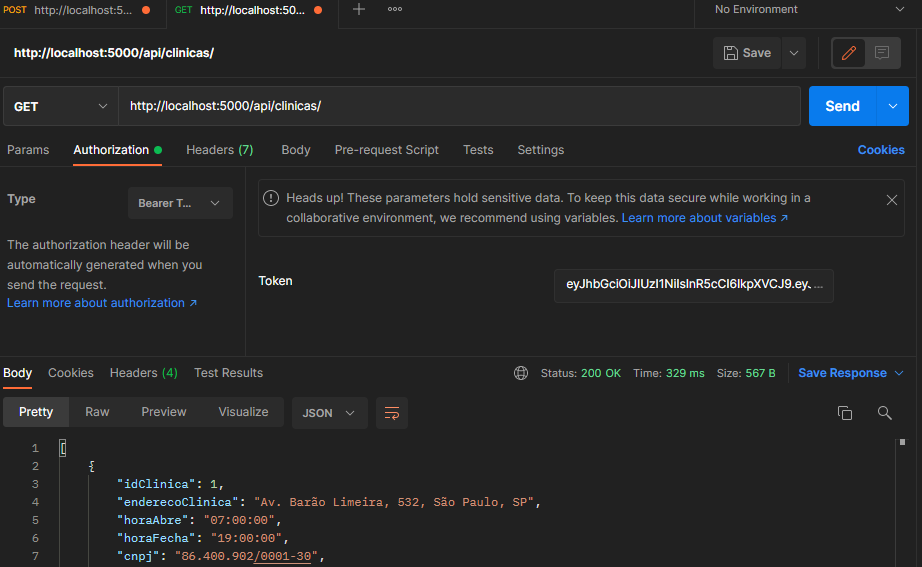 POST http://localhost:5... GET http://localhost:50... No Environment
http://localhost:5000/api/clinicas/ Save
GET http://localhost:5000/api/clinicas/ Send
Params Authorization Headers (7) Body Pre-request Script Tests Settings Cookies
Type Bearer T...
Heads up! These parameters hold sensitive data. To keep this data secure while working in a
collaborative environment, we recommend using variables. Learn more about variables ↗
The authorization header will be
automatically generated when you
send the request.
Learn more about authorization ↗
Token eyJhbGciOiJIUzI1NiIsInR5cCI6IkpXVCJ9.eyJ...
Body Cookies Headers (4) Test Results Status: 200 OK Time: 329 ms Size: 567 B Save Response
Pretty Raw Preview Visualize JSON
1 [
2 {
3 "idClinica": 1,
4 "enderecoClinica": "Av. Barão Limeira, 532, São Paulo, SP",
5 "horaAbre": "07:00:00",
6 "horaFecha": "19:00:00",
7 "cnpj": "86.400.902/0001-30",